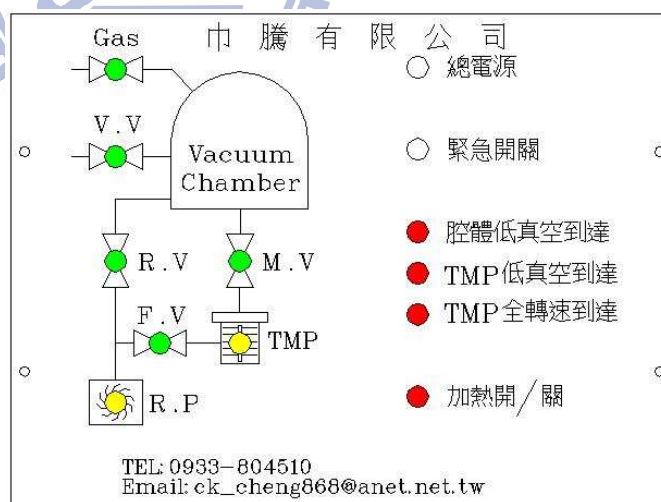 巾騰有限公司
Gas
總電源
V.V
緊急開關
Vacuum
Chamber
腔體低真空到達
R.V
M.V
TMP低真空到達
F.V
TMP全轉速到達
TMP
R.P
加熱開/關
TEL:0933-804510
Email:ck_cheng868@anet.net.tw